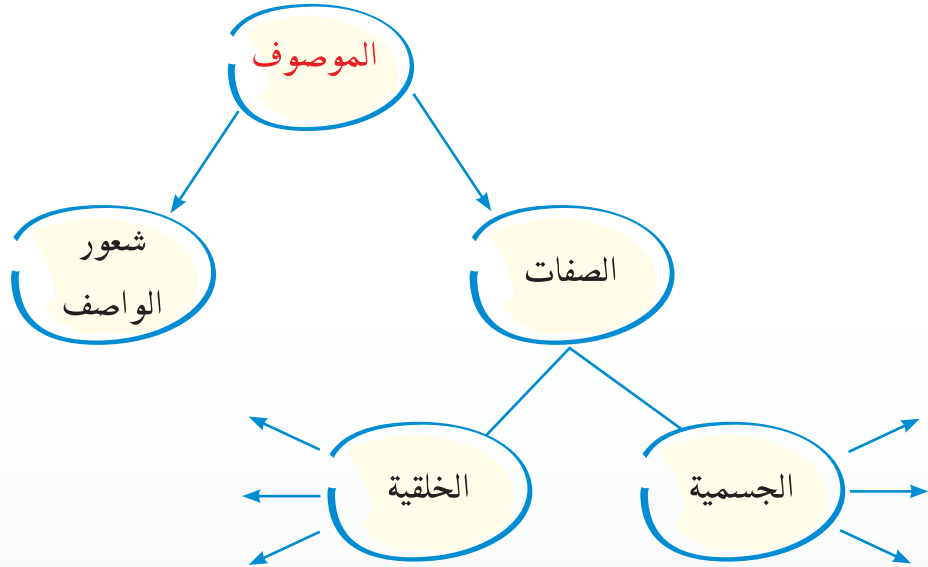 الموصوف
الصفات
شعور
الواصف
الجسمية
الخلقية